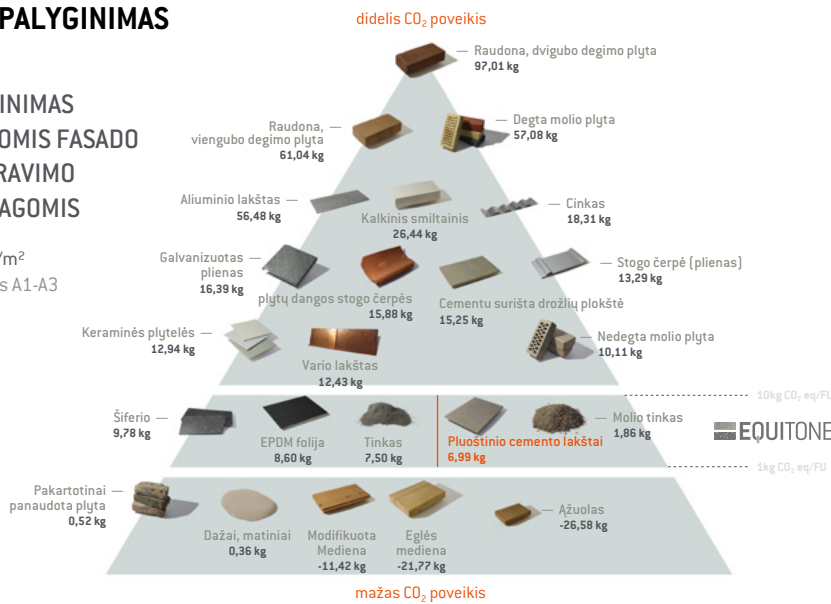 PALYGINIMAS
INIMAS
OMIS FASADO
RAVIMO
AGOMIS
/m²
s A1-A3
didelis CO₂ poveikis
Raudona, dvigubo degimo plyta
97,01 kg
Raudona,
viengubo degimo plyta
61,04 kg
Degta molio plyta
57,08 kg
Aliuminio lakštas
56,48 kg
Kalkinis smiltainis
26,44 kg
Cinkas
18,31 kg
Galvanizuotas
plienas
16,39 kg
plytų dangos stogo čerpės
15,88 kg
Cementu surišta drožlių plokštė
15,25 kg
Stogo čerpė (plienas)
13,29 kg
Keraminės plytelės
12,94 kg
Vario lakštas
12,43 kg
Nedegta molio plyta
10,11 kg
10kg CO₂ eq/FU
Šiferio
9,78 kg
EPDM folija
8,60 kg
Tinkas
7,50 kg
Pluoštinio cemento lakštai
6,99 kg
Molio tinkas
1,86 kg
EQUITONE
1kg CO₂ eq/FU
Pakartotinai
panaudota plyta
0,52 kg
Dažai, matiniai
0,36 kg
Modifikuota
Mediena
-11,42 kg
Eglės
mediena
-21,77 kg
Ąžuolas
-26,58 kg
mažas CO₂ poveikis